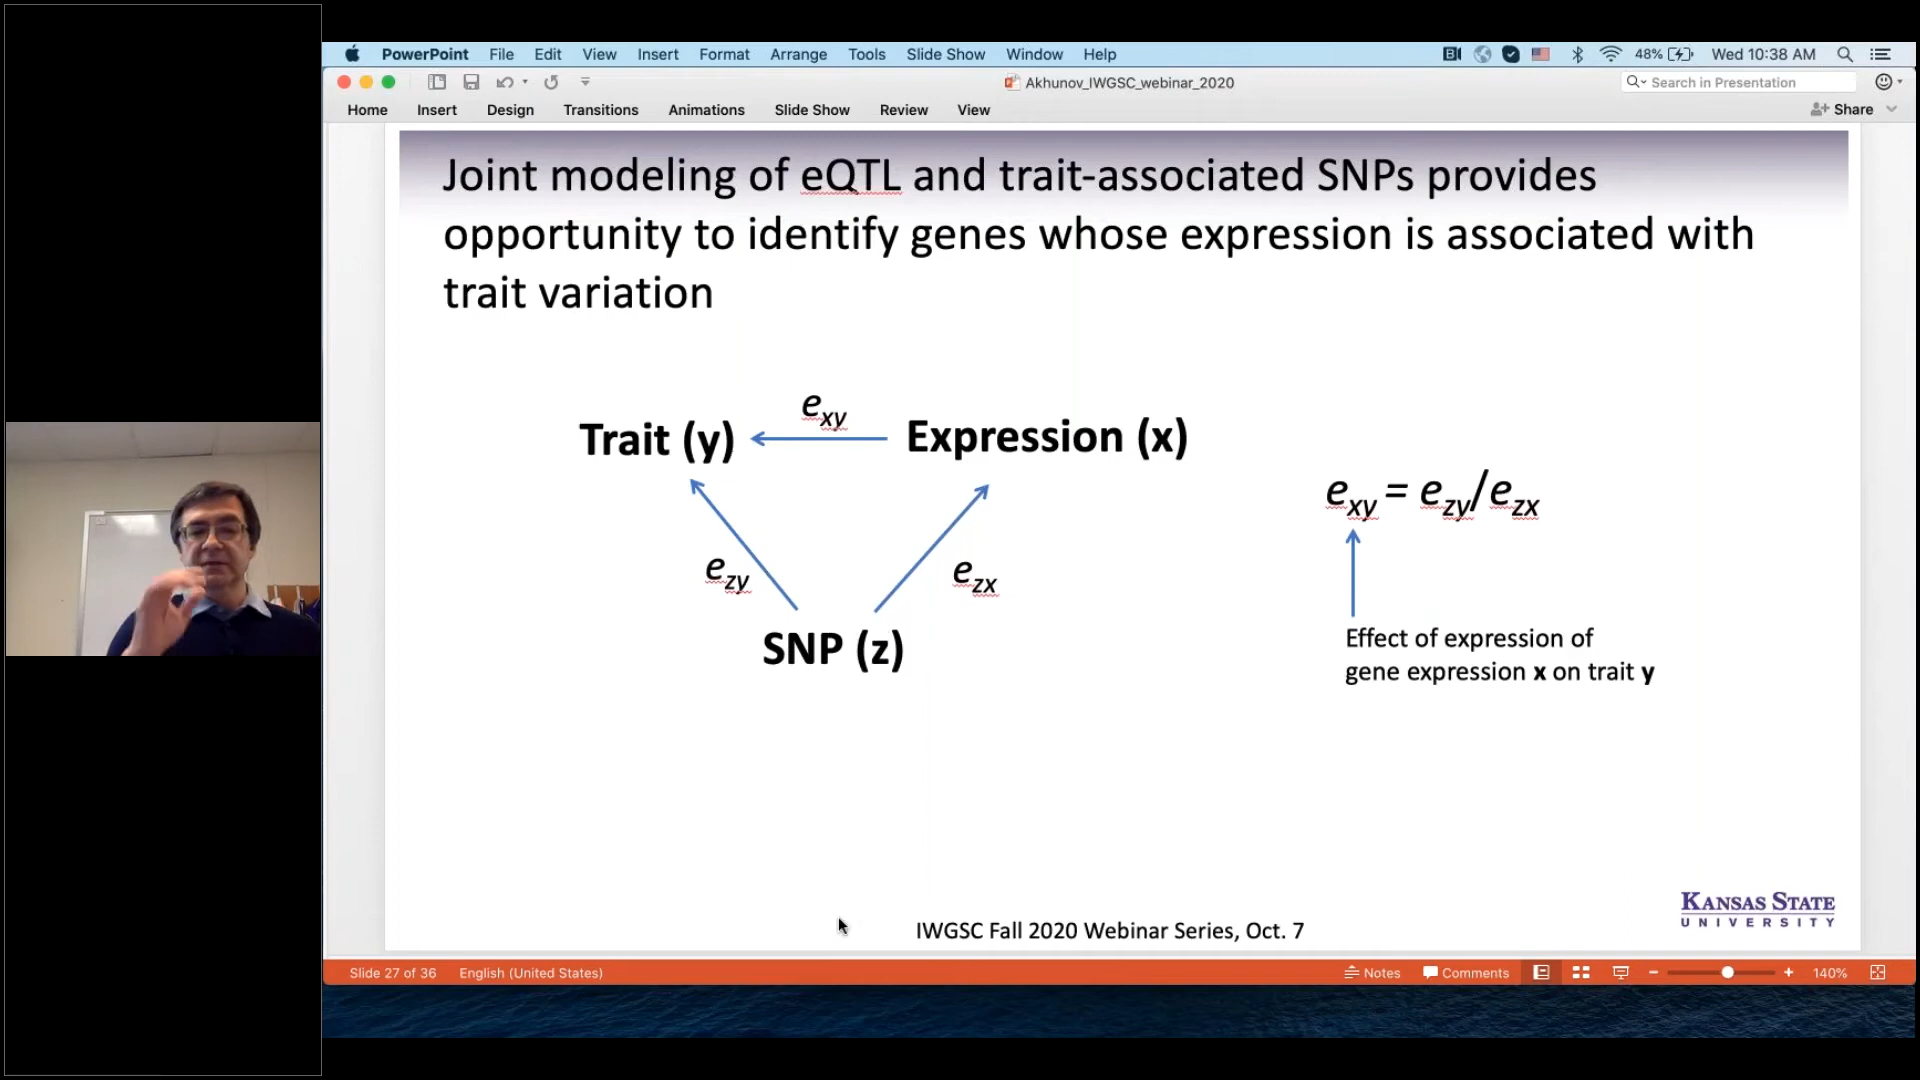 PowerPoint File Edit View Insert Format Arrange Tools Slide Show Window Help 48% Wed 10:38 AM
Akhunov_IWGSC_webinar_2020 Search in Presentation
Home Insert Design Transitions Animations Slide Show Review View Share
Joint modeling of eQTL and trait-associated SNPs provides
opportunity to identify genes whose expression is associated with
trait variation
exy
Trait (y) Expression (x)
exy = ezy/ezx
ezy ezx
SNP (z)
Effect of expression of
gene expression x on trait y
KANSAS STATE
UNIVERSITY
IWGSC Fall 2020 Webinar Series, Oct. 7
Slide 27 of 36 English (United States) Notes Comments 140%